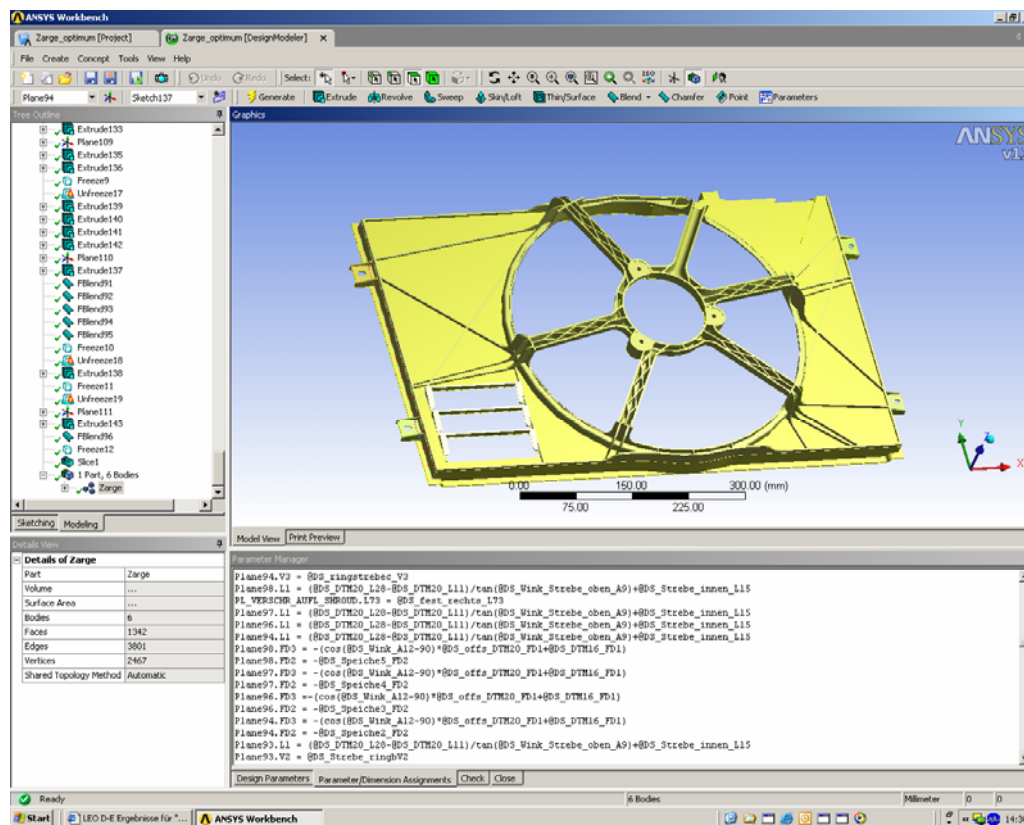 ANSYS Workbench
Zarge_optimum [Project]
Zarge_optimum [DesignModeler]
File Create Concept Tools View Help
Undo Redo Select:
Plane94 Sketch137 Generate Extrude Revolve Sweep Skin/Loft Thin/Surface Blend Chamfer Point Parameters
Tree Outline
Extrude133
Plane109
Extrude135
Extrude136
Freeze9
Unfreeze17
Extrude139
Extrude140
Extrude141
Extrude142
Plane110
Extrude137
FBlend91
FBlend92
FBlend93
FBlend94
FBlend95
Freeze10
Unfreeze18
Extrude138
Freeze11
Unfreeze19
Plane111
Extrude143
FBlend96
Freeze12
Slice1
1 Part, 6 Bodies
Zarge
Sketching Modeling
Graphics
ANSYS
0.00 150.00 300.00 (mm)
75.00 225.00
Y
Z
X
Model View Print Preview
Details View
Details of Zarge
Part Zarge
Volume ...
Surface Area ...
Bodies 6
Faces 1342
Edges 3801
Vertices 2467
Shared Topology Method Automatic
Parameter Manager
Plane94.V3 = @DS_ringstrebec_V3
Plane98.L1 = (@DS_DTM20_L28-@DS_DTM20_L11)/tan(@DS_Wink_Strebe_oben_A9)+@DS_Strebe_innen_L15
PL_VERSCHR_AUFL_SHROUD.L73 = @DS_fest_rechts_L73
Plane97.L1 = (@DS_DTM20_L28-@DS_DTM20_L11)/tan(@DS_Wink_Strebe_oben_A9)+@DS_Strebe_innen_L15
Plane96.L1 = (@DS_DTM20_L28-@DS_DTM20_L11)/tan(@DS_Wink_Strebe_oben_A9)+@DS_Strebe_innen_L15
Plane94.L1 = (@DS_DTM20_L28-@DS_DTM20_L11)/tan(@DS_Wink_Strebe_oben_A9)+@DS_Strebe_innen_L15
Plane98.FD3 = -(cos(@DS_Wink_A12-90)*@DS_offs_DTM20_FD1+@DS_DTM16_FD1)
Plane98.FD2 = -@DS_Speiche5_FD2
Plane97.FD3 = -(cos(@DS_Wink_A12-90)*@DS_offs_DTM20_FD1+@DS_DTM16_FD1)
Plane97.FD2 = -@DS_Speiche4_FD2
Plane96.FD3 =-(cos(@DS_Wink_A12-90)*@DS_offs_DTM20_FD1+@DS_DTM16_FD1)
Plane96.FD2 = -@DS_Speiche3_FD2
Plane94.FD3 = -(cos(@DS_Wink_A12-90)*@DS_offs_DTM20_FD1+@DS_DTM16_FD1)
Plane94.FD2 = -@DS_Speiche2_FD2
Plane93.L1 = (@DS_DTM20_L28-@DS_DTM20_L11)/tan(@DS_Wink_Strebe_oben_A9)+@DS_Strebe_innen_L15
Plane93.V2 = @DS_Strebe_ringbV2
Design Parameters Parameter/Dimension Assignments Check Close
Ready 6 Bodies Millimeter 0 0
Start LEO D-E Ergebnisse für "... ANSYS Workbench